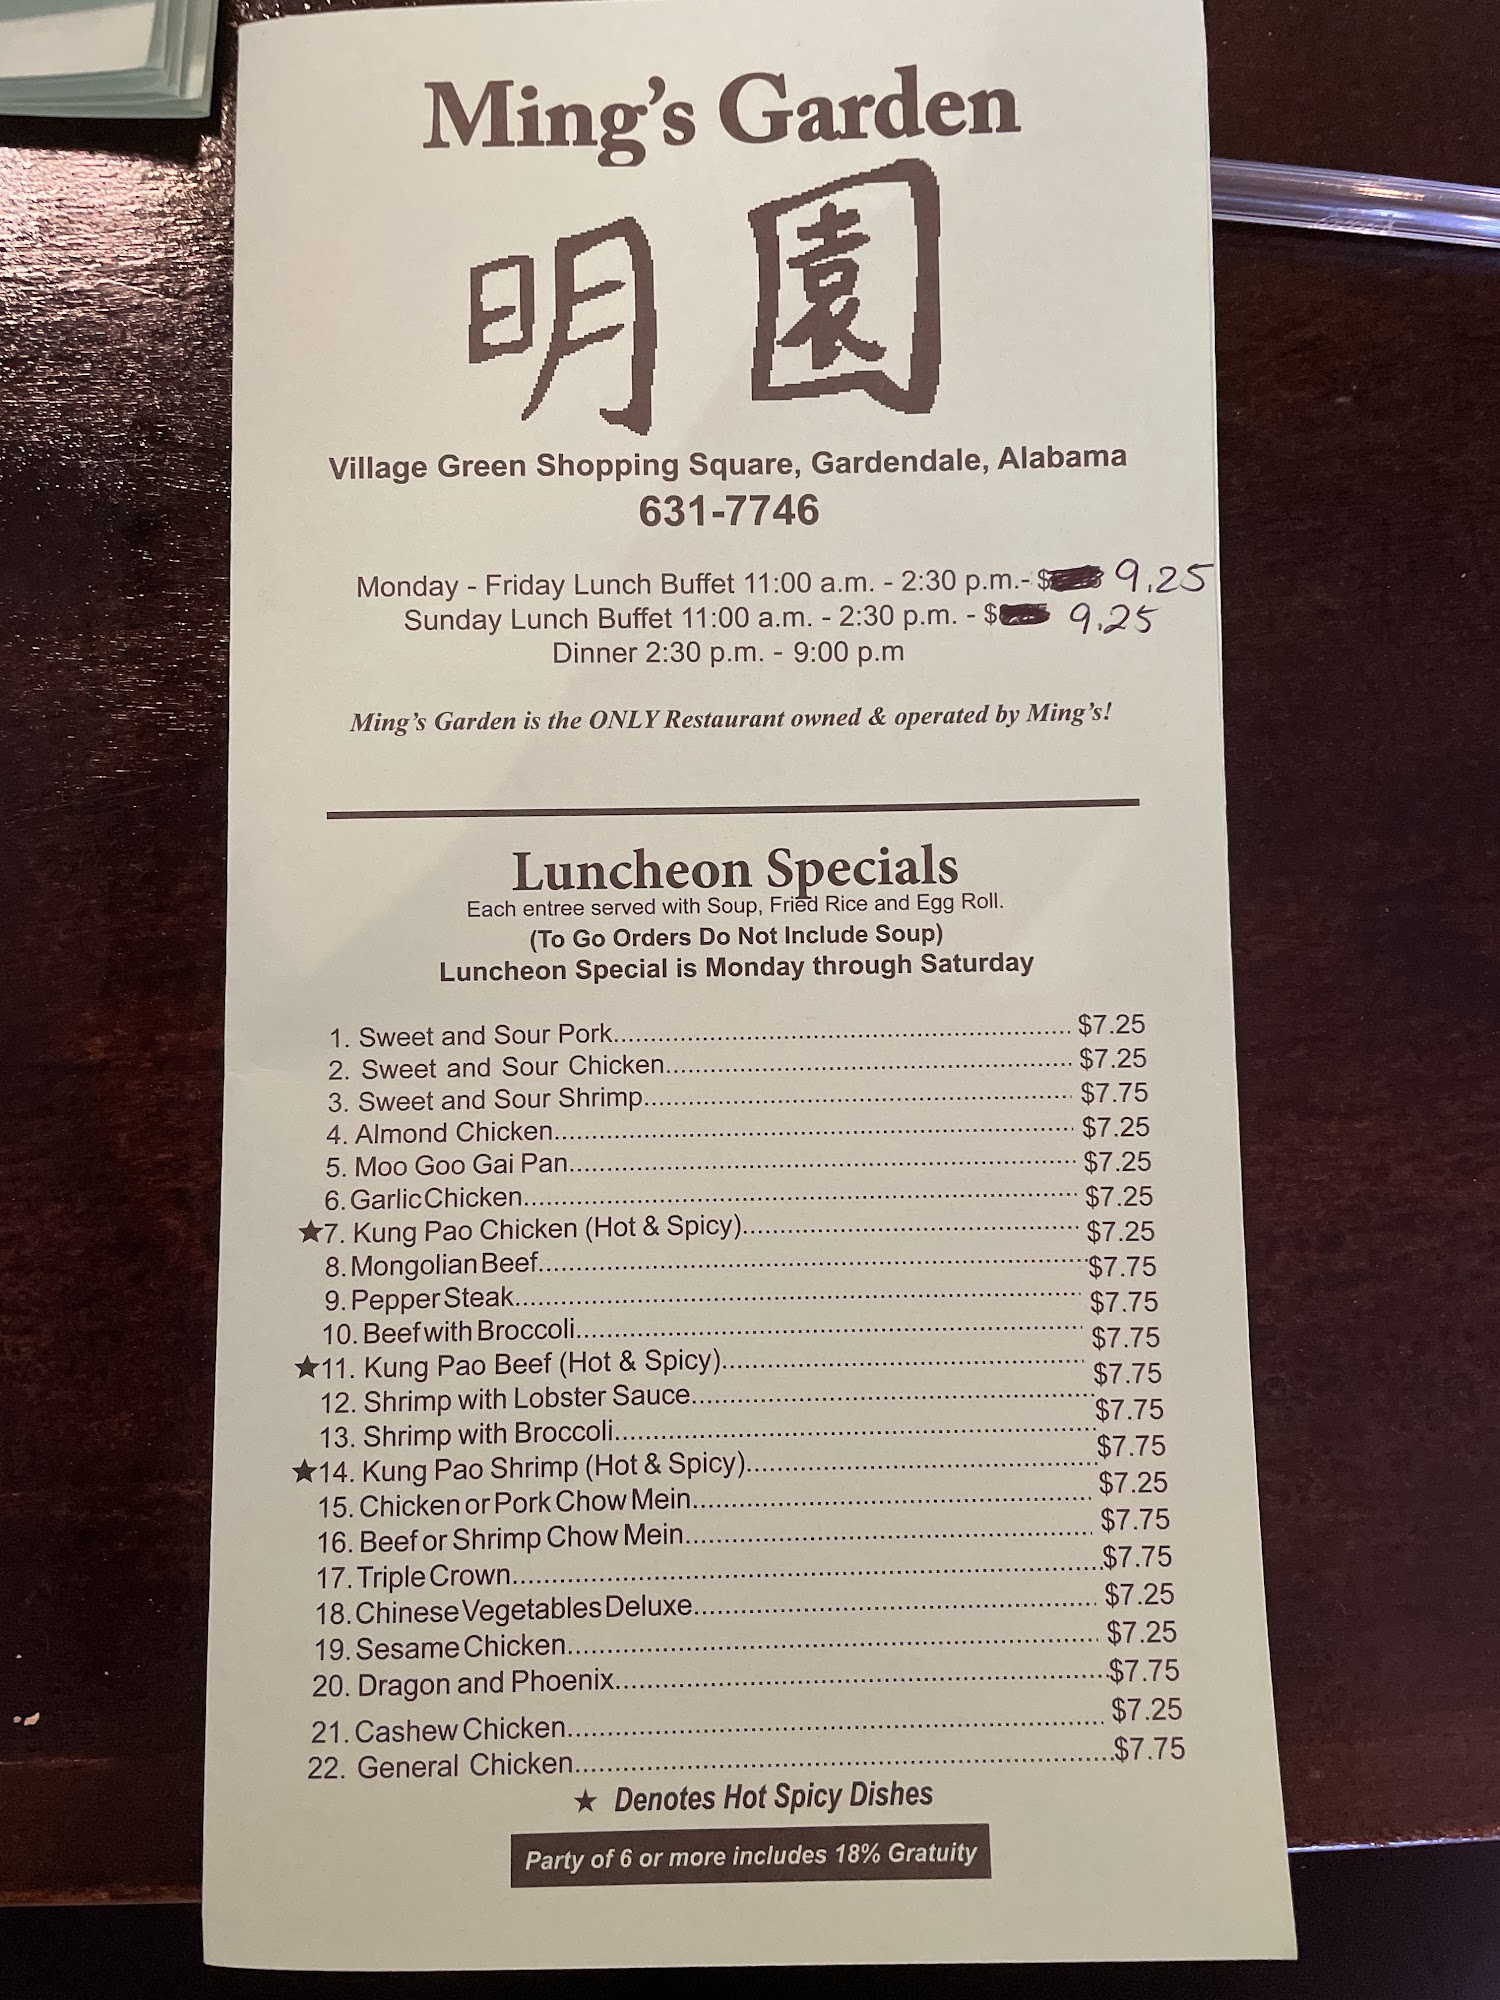 Ming's Garden
明園
Village Green Shopping Square, Gardendale, Alabama
631-7746
Monday - Friday Lunch Buffet 11:00 a.m. - 2:30 p.m.- $ 9.25
Sunday Lunch Buffet 11:00 a.m. - 2:30 p.m. - $ 9.25
Dinner 2:30 p.m. - 9:00 p.m
Ming's Garden is the ONLY Restaurant owned & operated by Ming's!
Luncheon Specials
Each entree served with Soup, Fried Rice and Egg Roll.
(To Go Orders Do Not Include Soup)
Luncheon Special is Monday through Saturday
1. Sweet and Sour Pork $7.25
2. Sweet and Sour Chicken $7.25
3. Sweet and Sour Shrimp $7.75
4. Almond Chicken $7.25
5. Moo Goo Gai Pan $7.25
6. Garlic Chicken $7.25
★7. Kung Pao Chicken (Hot & Spicy) $7.25
8. Mongolian Beef $7.75
9. Pepper Steak $7.75
10. Beef with Broccoli $7.75
★11. Kung Pao Beef (Hot & Spicy) $7.75
12. Shrimp with Lobster Sauce $7.75
13. Shrimp with Broccoli $7.75
★14. Kung Pao Shrimp (Hot & Spicy)
15. Chicken or Pork Chow Mein $7.25
16. Beef or Shrimp Chow Mein $7.75
17. Triple Crown $7.75
18. Chinese Vegetables Deluxe $7.25
19. Sesame Chicken $7.25
20. Dragon and Phoenix $7.75
21. Cashew Chicken $7.25
22. General Chicken $7.75
★ Denotes Hot Spicy Dishes
Party of 6 or more includes 18% Gratuity